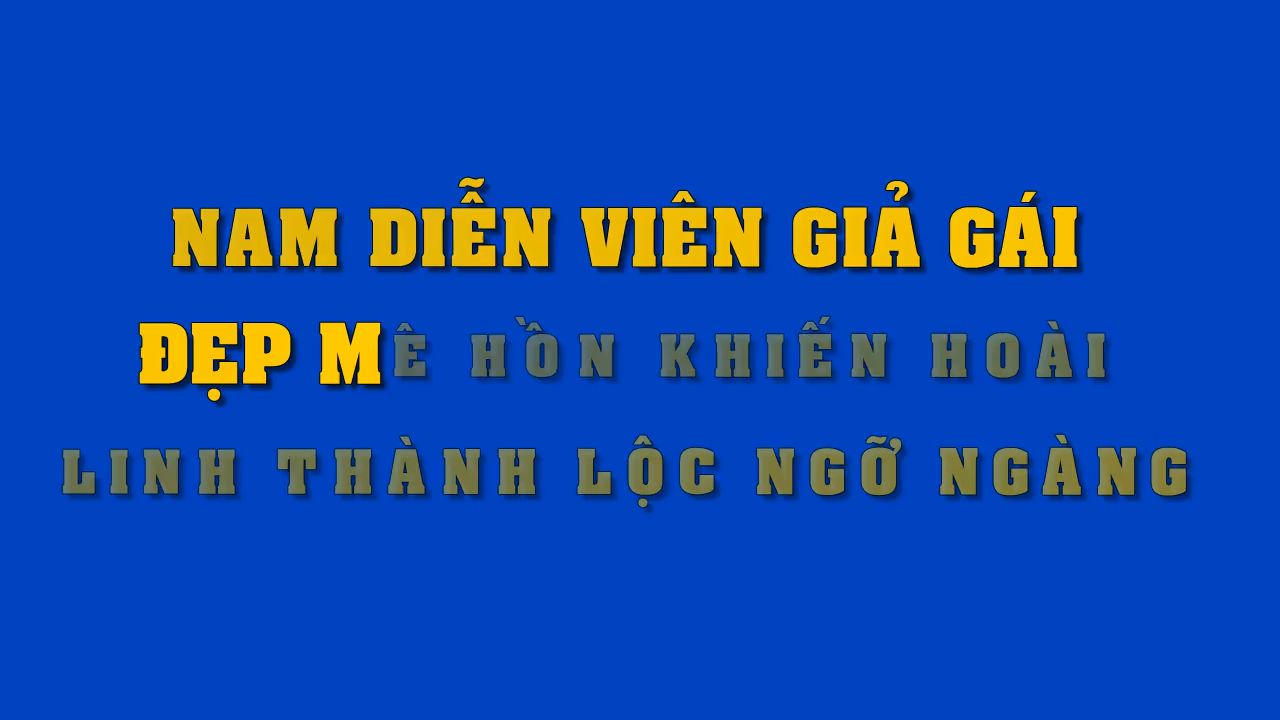 NAM DIỄN VIÊN GIẢ GÁI
ĐẸP MÊ HỒN KHIẾN HOÀI
LINH THÀNH LỘC NGỠ NGÀNG